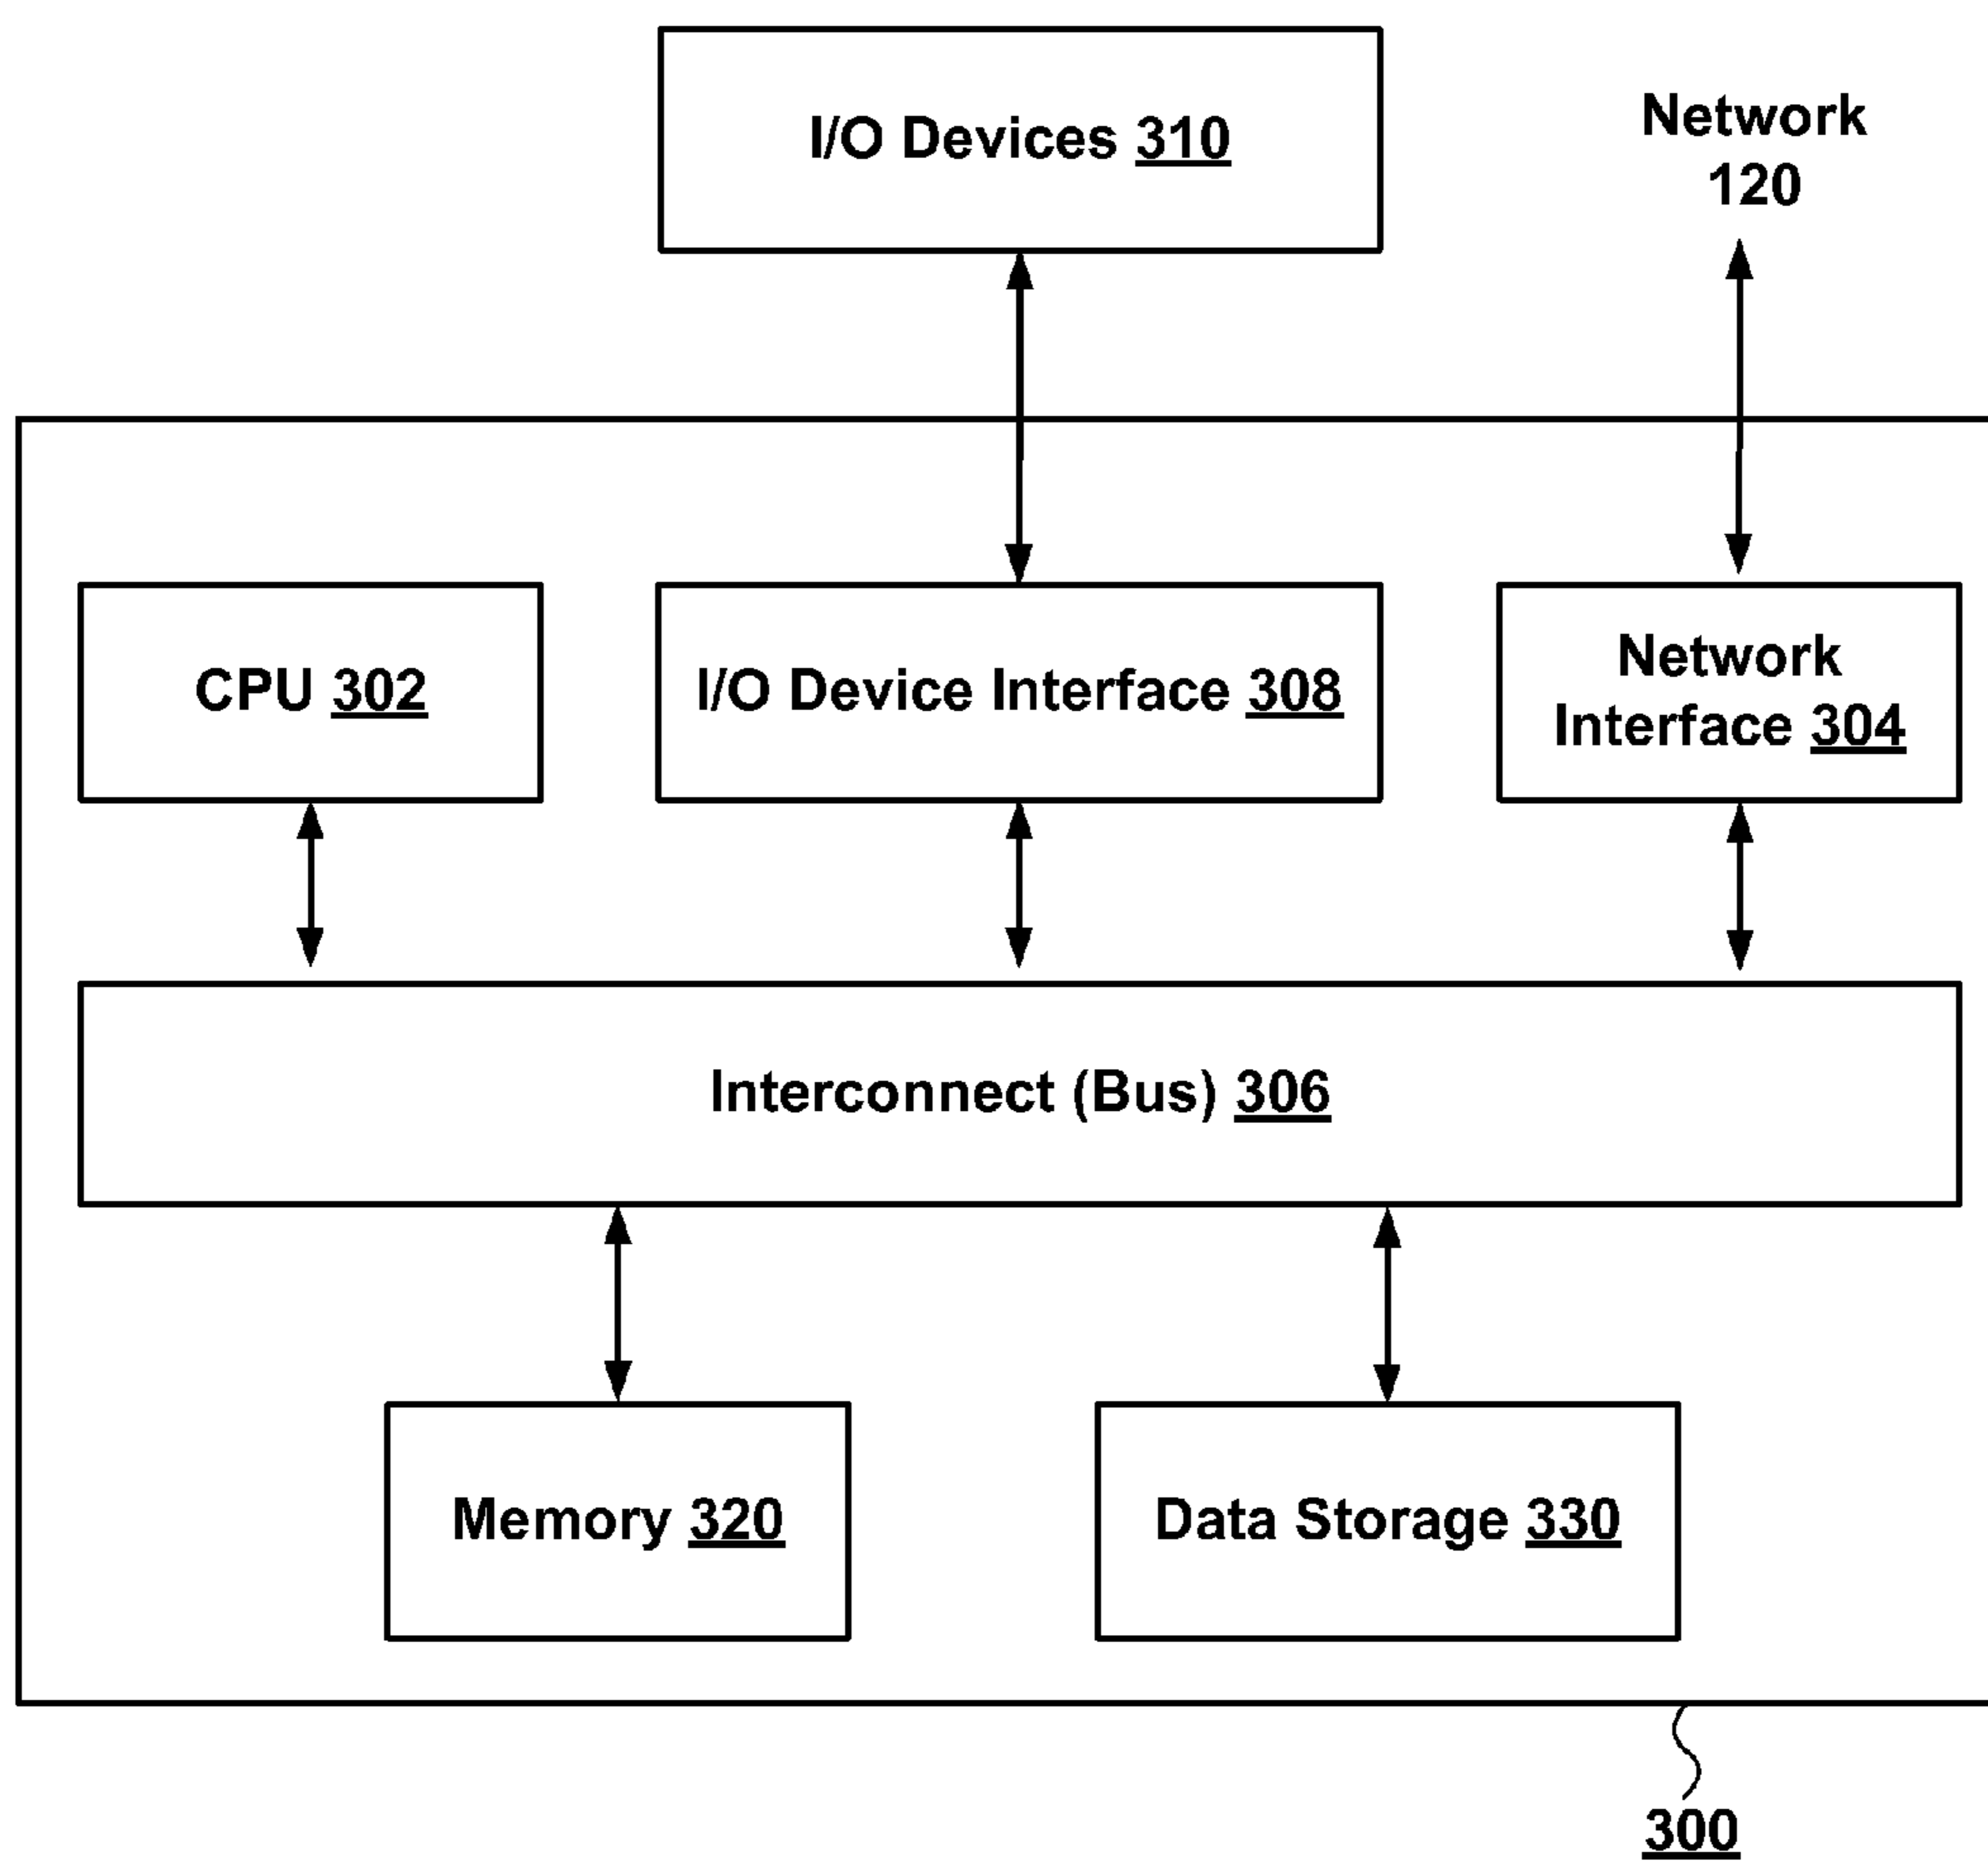 I/O Devices 310
Network
120
CPU 302
I/O Device Interface 308
Network
Interface 304
Interconnect (Bus) 306
Memory 320
Data Storage 330
300